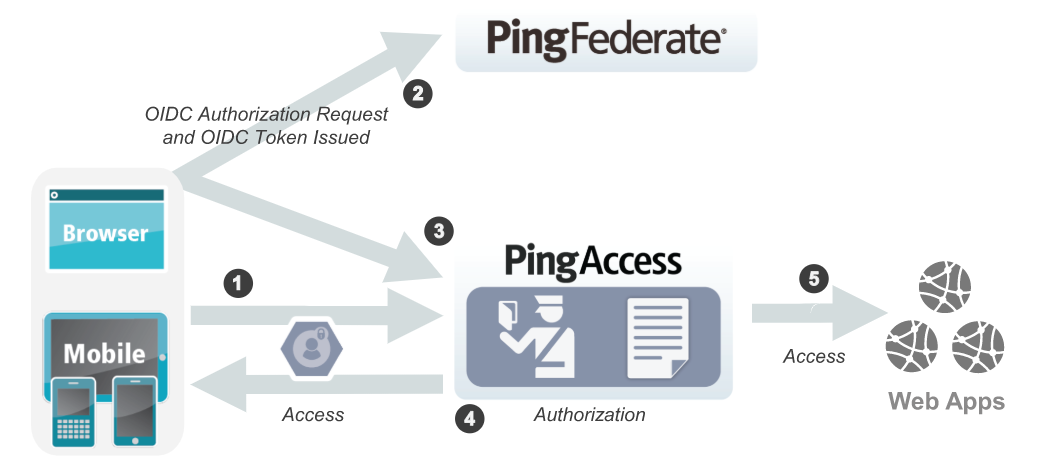 PingFederate®
2
OIDC Authorization Request
and OIDC Token Issued
Browser
3
PingAccess
1
5
Mobile
Access
Access
4
Authorization
Web Apps